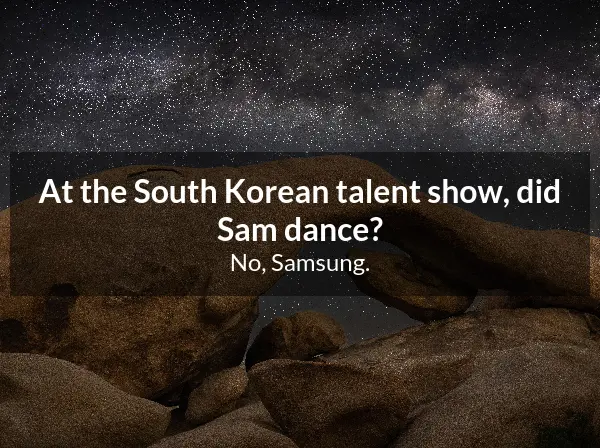 At the South Korean talent show, did
Sam dance?
No, Samsung.